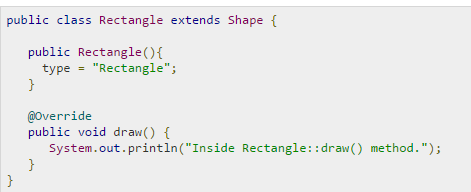 public class Rectangle extends Shape {
public Rectangle(){
type = "Rectangle";
}
@Override
public void draw() {
System.out.println("Inside Rectangle::draw() method.");
}
}